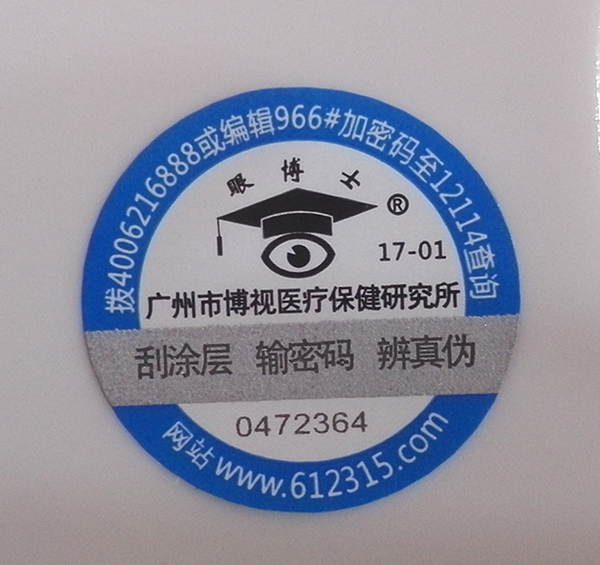 拨4006216888或编辑966#加密码至12114查询
眼博士
®
17-01
广州市博视医疗保健研究所
刮涂层 输密码 辨真伪
0472364
网站www.612315.com